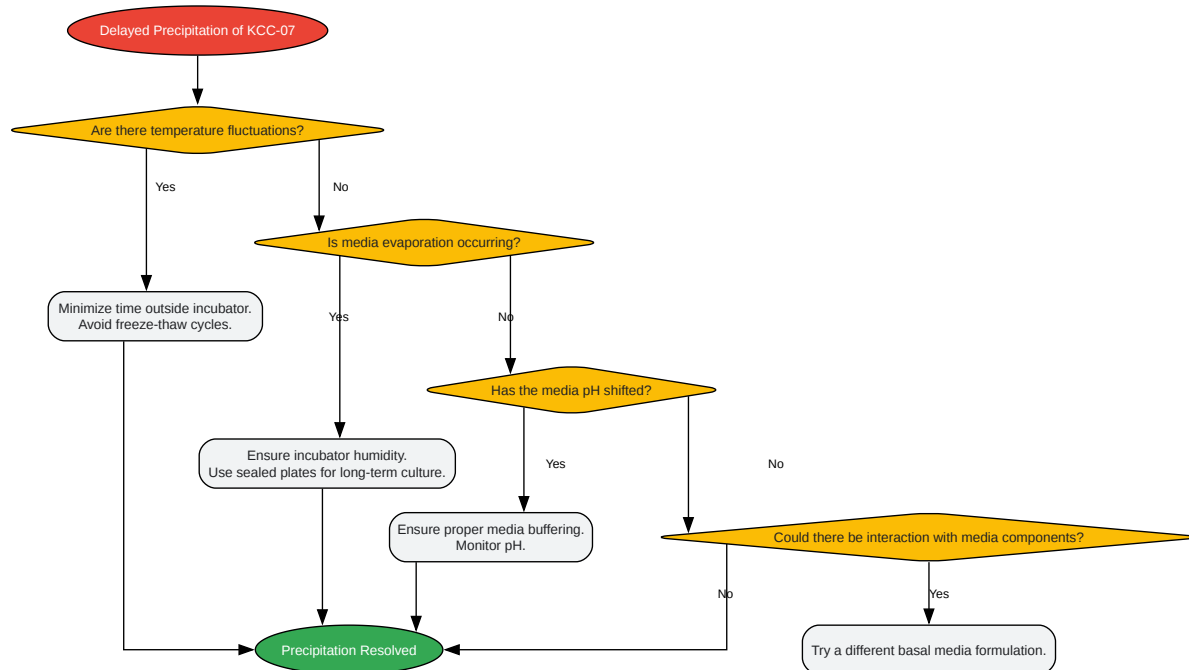 Delayed Precipitation of KCC-07
Are there temperature fluctuations?
Yes
No
Is media evaporation occurring?
Minimize time outside incubator.
Avoid freeze-thaw cycles.
Yes
No
Has the media pH shifted?
Ensure incubator humidity.
Use sealed plates for long-term culture.
Yes
No
Ensure proper media buffering.
Monitor pH.
Could there be interaction with media components?
No
Yes
Precipitation Resolved
Try a different basal media formulation.